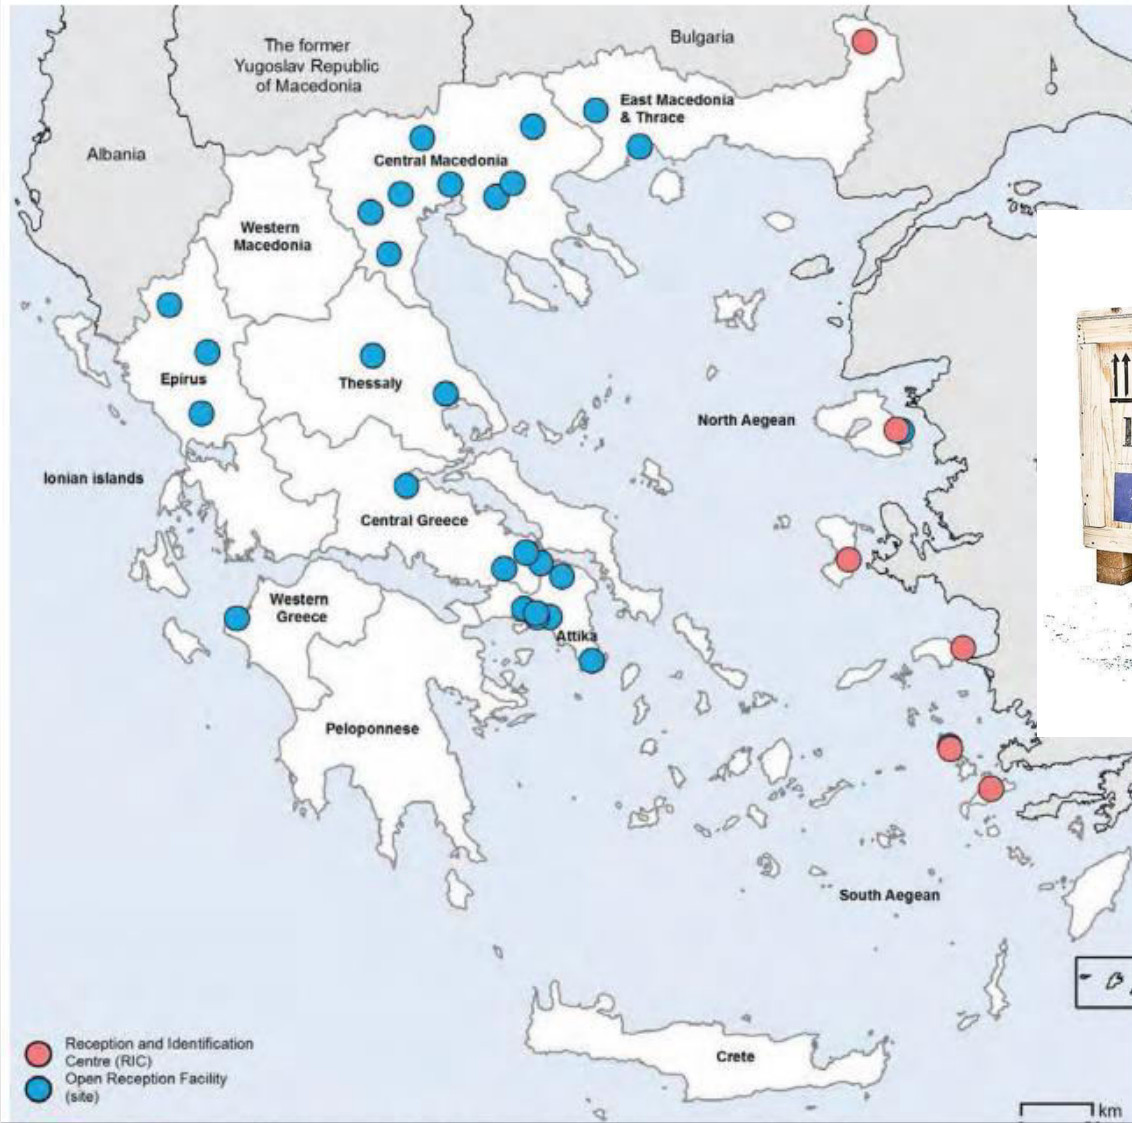 The former
Yugoslav Republic
of Macedonia
Bulgaria
East Macedonia
& Thrace
Albania
Central Macedonia
Western
Macedonia
Epirus
Thessaly
North Aegean
Ionian islands
Central Greece
Western
Greece
Attika
Peloponnese
South Aegean
Reception and Identification
Centre (RIC)
Open Reception Facility
(site)
Crete
km